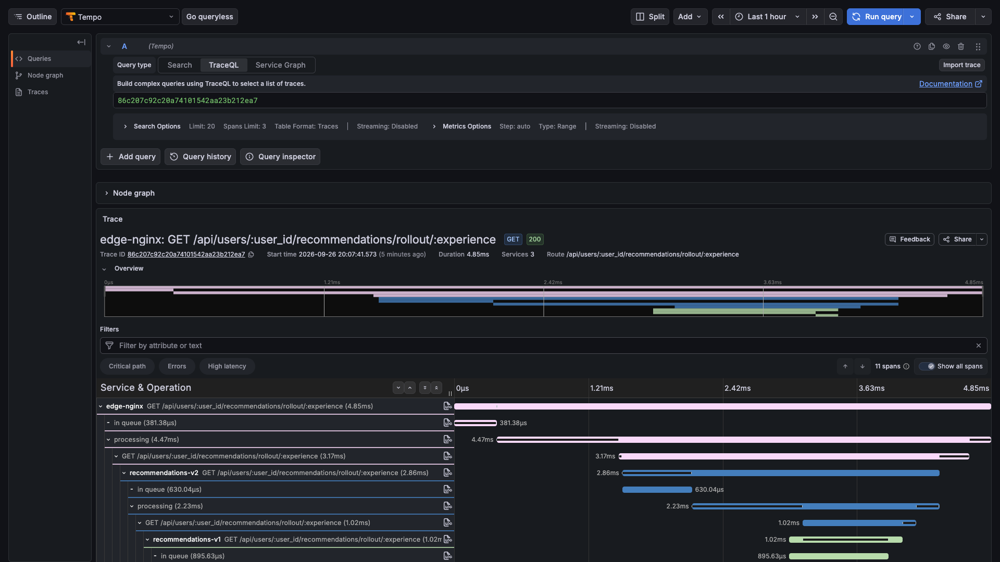 Outline
Tempo
Go queryless
Split
Add
Last 1 hour
Run query
Share
Queries
Node graph
Traces
A (Tempo)
Query type Search TraceQL Service Graph Import trace
Build complex queries using TraceQL to select a list of traces. Documentation
86c207c92c20a74101542aa23b212ea7
Search Options Limit: 20 Spans Limit: 3 Table Format: Traces | Streaming: Disabled Metrics Options Step: auto Type: Range | Streaming: Disabled
Add query Query history Query inspector
Node graph
Trace
edge-nginx: GET /api/users/:user_id/recommendations/rollout/:experience GET 200 Feedback Share
Trace ID 86c207c92c20a74101542aa23b212ea7 Start time 2026-09-26 20:07:41.573 (5 minutes ago) Duration 4.85ms Services 3 Route /api/users/:user_id/recommendations/rollout/:experience
Overview
0μs 1.21ms 2.42ms 3.63ms 4.85ms
Filters
Filter by attribute or text
Critical path Errors High latency 11 spans Show all spans
Service & Operation 0μs 1.21ms 2.42ms 3.63ms 4.85ms
edge-nginx GET /api/users/:user_id/recommendations/rollout/:experience (4.85ms) LOG
- in queue (381.38μs) LOG 381.38μs
processing (4.47ms) LOG 4.47ms
GET /api/users/:user_id/recommendations/rollout/:experience (3.17ms) LOG 3.17ms
recommendations-v2 GET /api/users/:user_id/recommendations/rollout/:experience (2.86ms) LOG 2.86ms
- in queue (630.04μs) LOG 630.04μs
processing (2.23ms) LOG 2.23ms
GET /api/users/:user_id/recommendations/rollout/:experience (1.02ms) LOG 1.02ms
recommendations-v1 GET /api/users/:user_id/recommendations/rollout/:experience (1.02m LOG 1.02ms
- in queue (895.63μs) LOG 895.63μs